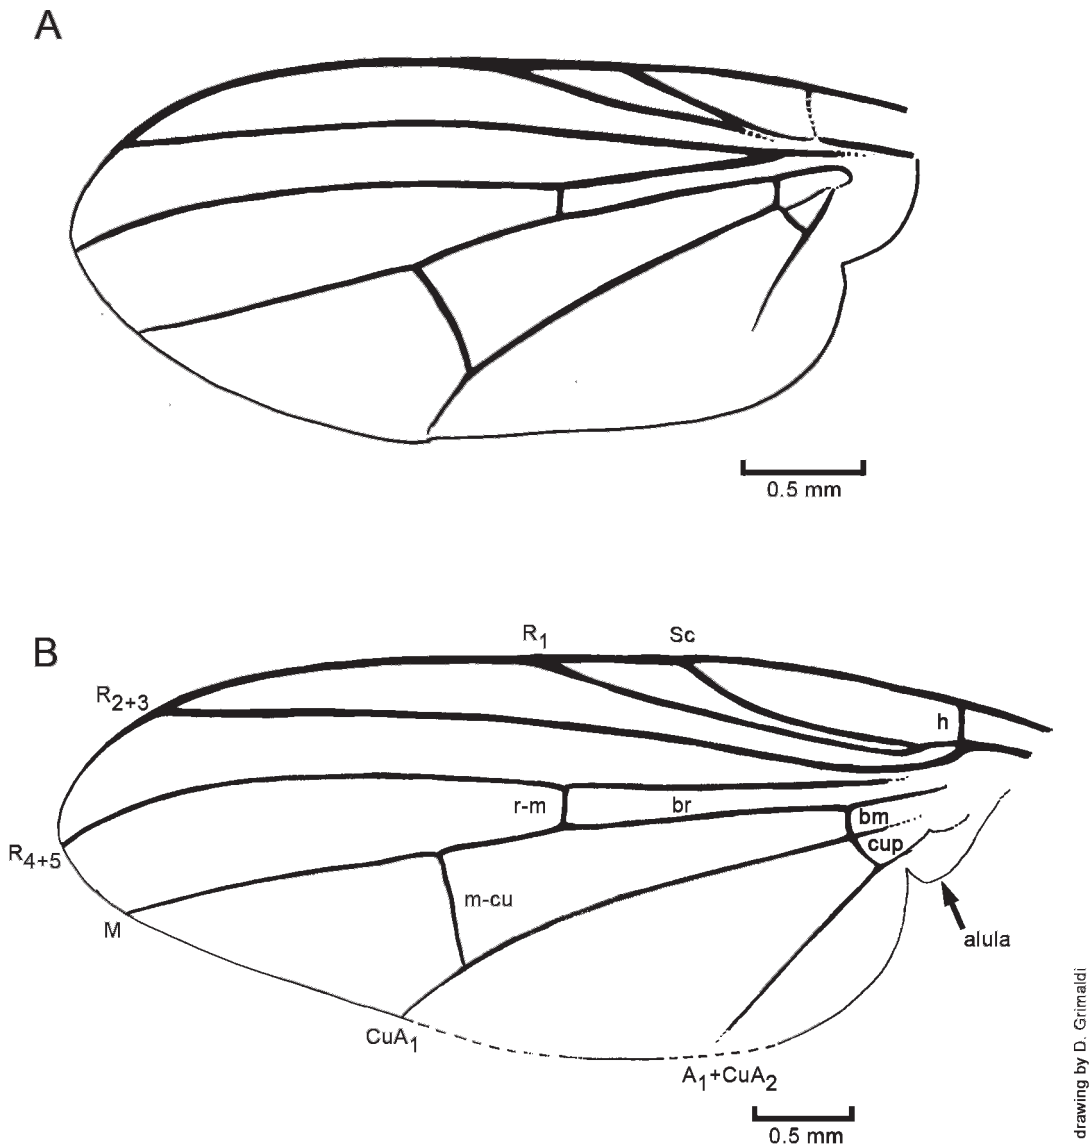 A
0.5 mm
B
R1
Sc
R2+3
h
r-m
br
bm
cup
R4+5
m-cu
M
alula
CuA1
A1+CuA2
0.5 mm
drawing by D. Grimaldi